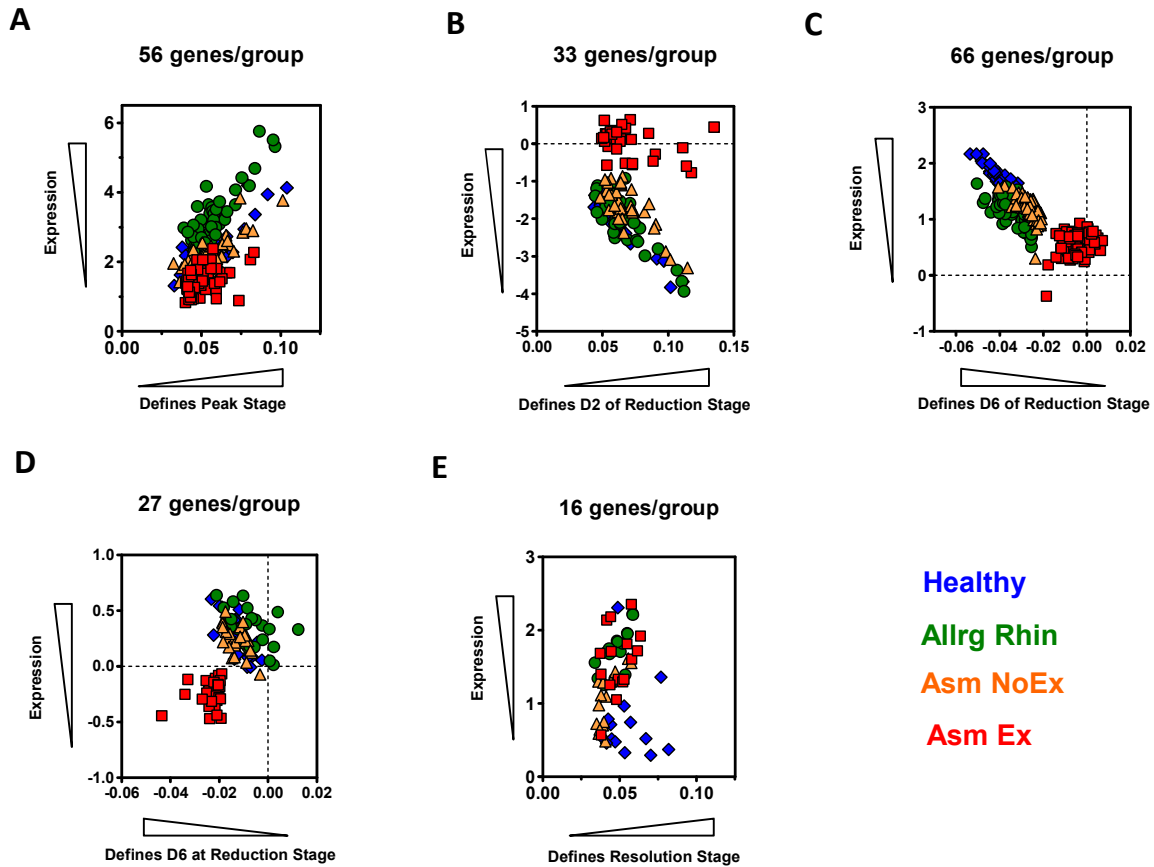 A
56 genes/group
Expression
6
4
2
0
0.00 0.05 0.10
Defines Peak Stage
B
33 genes/group
Expression
1
0
-1
-2
-3
-4
-5
0.00 0.05 0.10 0.15
Defines D2 of Reduction Stage
C
66 genes/group
Expression
3
2
1
0
-1
-0.06 -0.04 -0.02 0.00 0.02
Defines D6 of Reduction Stage
D
27 genes/group
Expression
1.0
0.5
0.0
-0.5
-1.0
-0.06 -0.04 -0.02 0.00 0.02
Defines D6 at Reduction Stage
E
16 genes/group
Expression
3
2
1
0
0.00 0.05 0.10
Defines Resolution Stage
Healthy
Allrg Rhin
Asm NoEx
Asm Ex